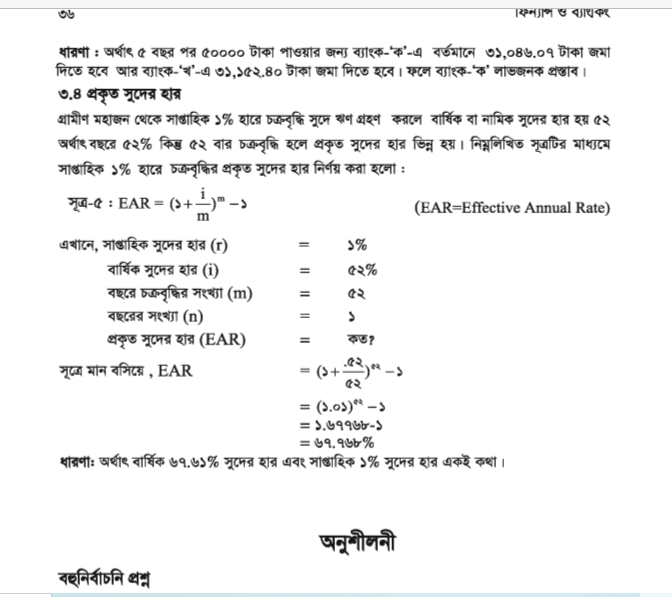 ৩৬ ফিন্যান্স ও ব্যাংকিং
ধারণা : অর্থাৎ ৫ বছর পর ৫০০০০ টাকা পাওয়ার জন্য ব্যাংক-‘ক’-এ বর্তমানে ৩১,০৪৬.০৭ টাকা জমা
দিতে হবে আর ব্যাংক-‘খ’-এ ৩১,১৫২.৪০ টাকা জমা দিতে হবে। ফলে ব্যাংক-‘ক’ লাভজনক প্রস্তাব।
৩.৪ প্রকৃত সুদের হার
গ্রামীণ মহাজন থেকে সাপ্তাহিক ১% হারে চক্রবৃদ্ধি সুদে ঋণ গ্রহণ করলে বার্ষিক বা নামিক সুদের হার হয় ৫২
অর্থাৎ বছরে ৫২% কিন্তু ৫২ বার চক্রবৃদ্ধি হলে প্রকৃত সুদের হার ভিন্ন হয়। নিম্নলিখিত সূত্রটির মাধ্যমে
সাপ্তাহিক ১% হারে চক্রবৃদ্ধির প্রকৃত সুদের হার নির্ণয় করা হলো :
সূত্র-৫ : EAR = (১+ i/m)^m −১ (EAR=Effective Annual Rate)
এখানে, সাপ্তাহিক সুদের হার (r) = ১%
বার্ষিক সুদের হার (i) = ৫২%
বছরে চক্রবৃদ্ধির সংখ্যা (m) = ৫২
বছরের সংখ্যা (n) = ১
প্রকৃত সুদের হার (EAR) = কত?
সূত্রে মান বসিয়ে , EAR = (১+ .৫২/৫২)^৫২ −১
= (১.০১)^৫২ −১
= ১.৬৭৭৬৮-১
= ৬৭.৭৬৮%
ধারণা: অর্থাৎ বার্ষিক ৬৭.৬১% সুদের হার এবং সাপ্তাহিক ১% সুদের হার একই কথা।
অনুশীলনী
বহুনির্বাচনি প্রশ্ন